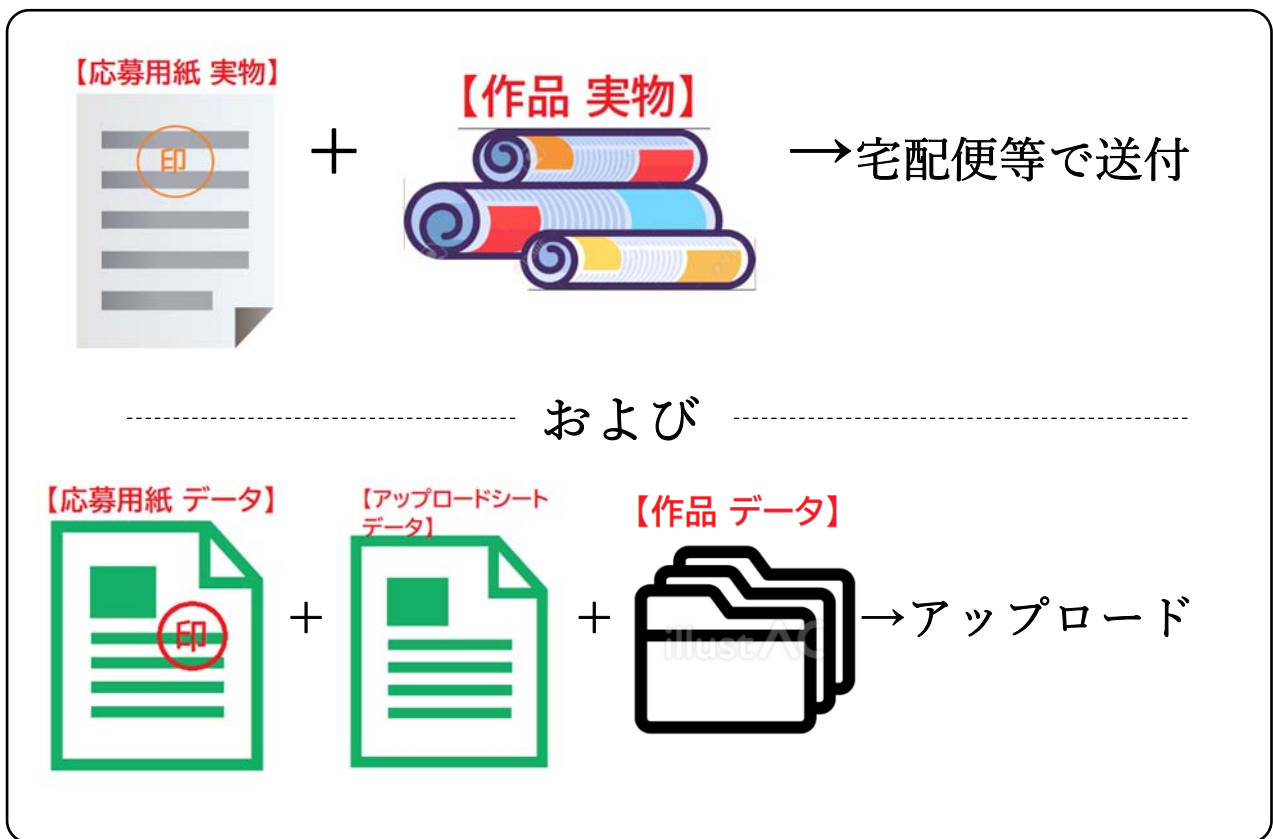 【応募用紙 実物】
【作品 実物】
印
+
→宅配便等で送付
および
【応募用紙 データ】
【アップロードシート
データ】
【作品 データ】
印
+
+
illustAC
→アップロード